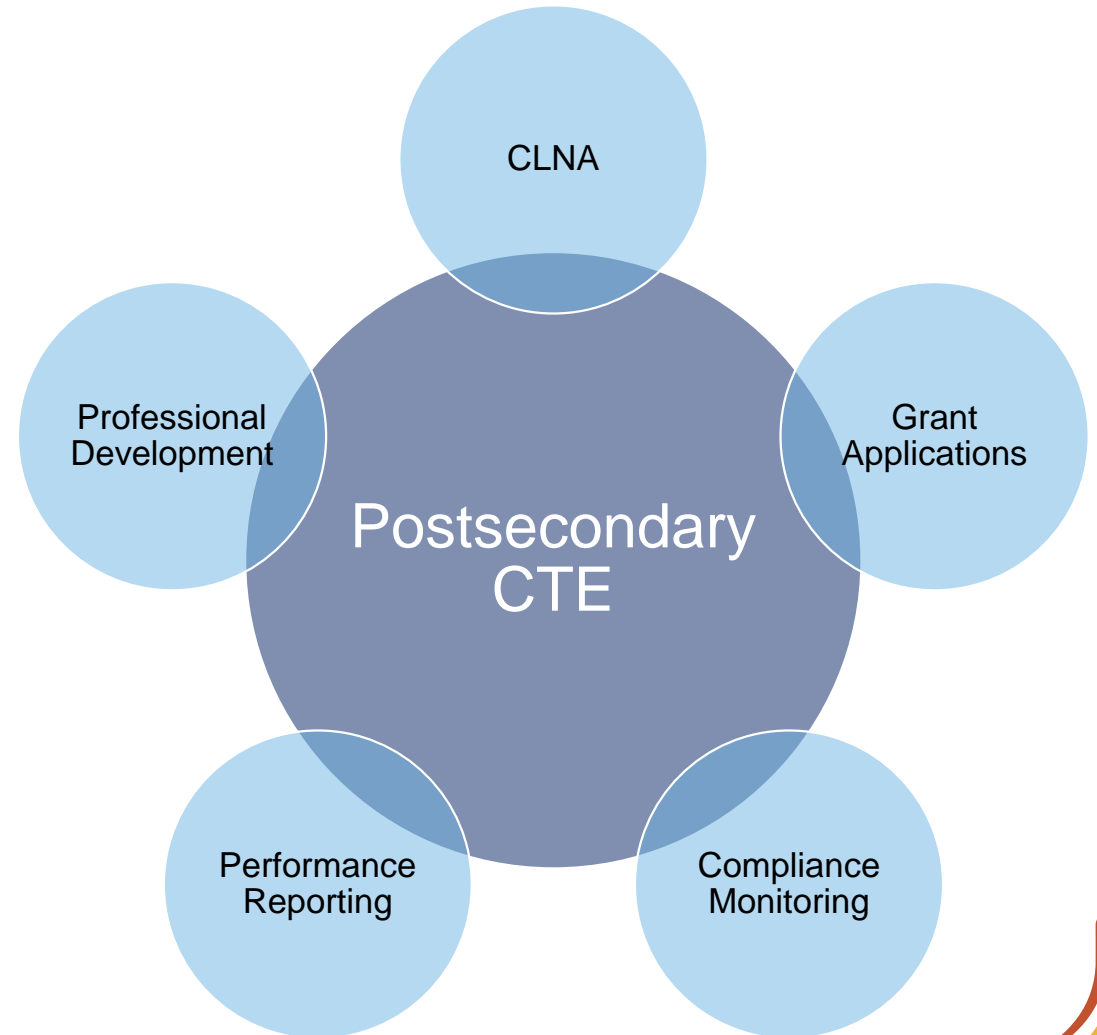 CLNA
Professional
Development
Grant
Applications
Postsecondary
CTE
Performance
Reporting
Compliance
Monitoring